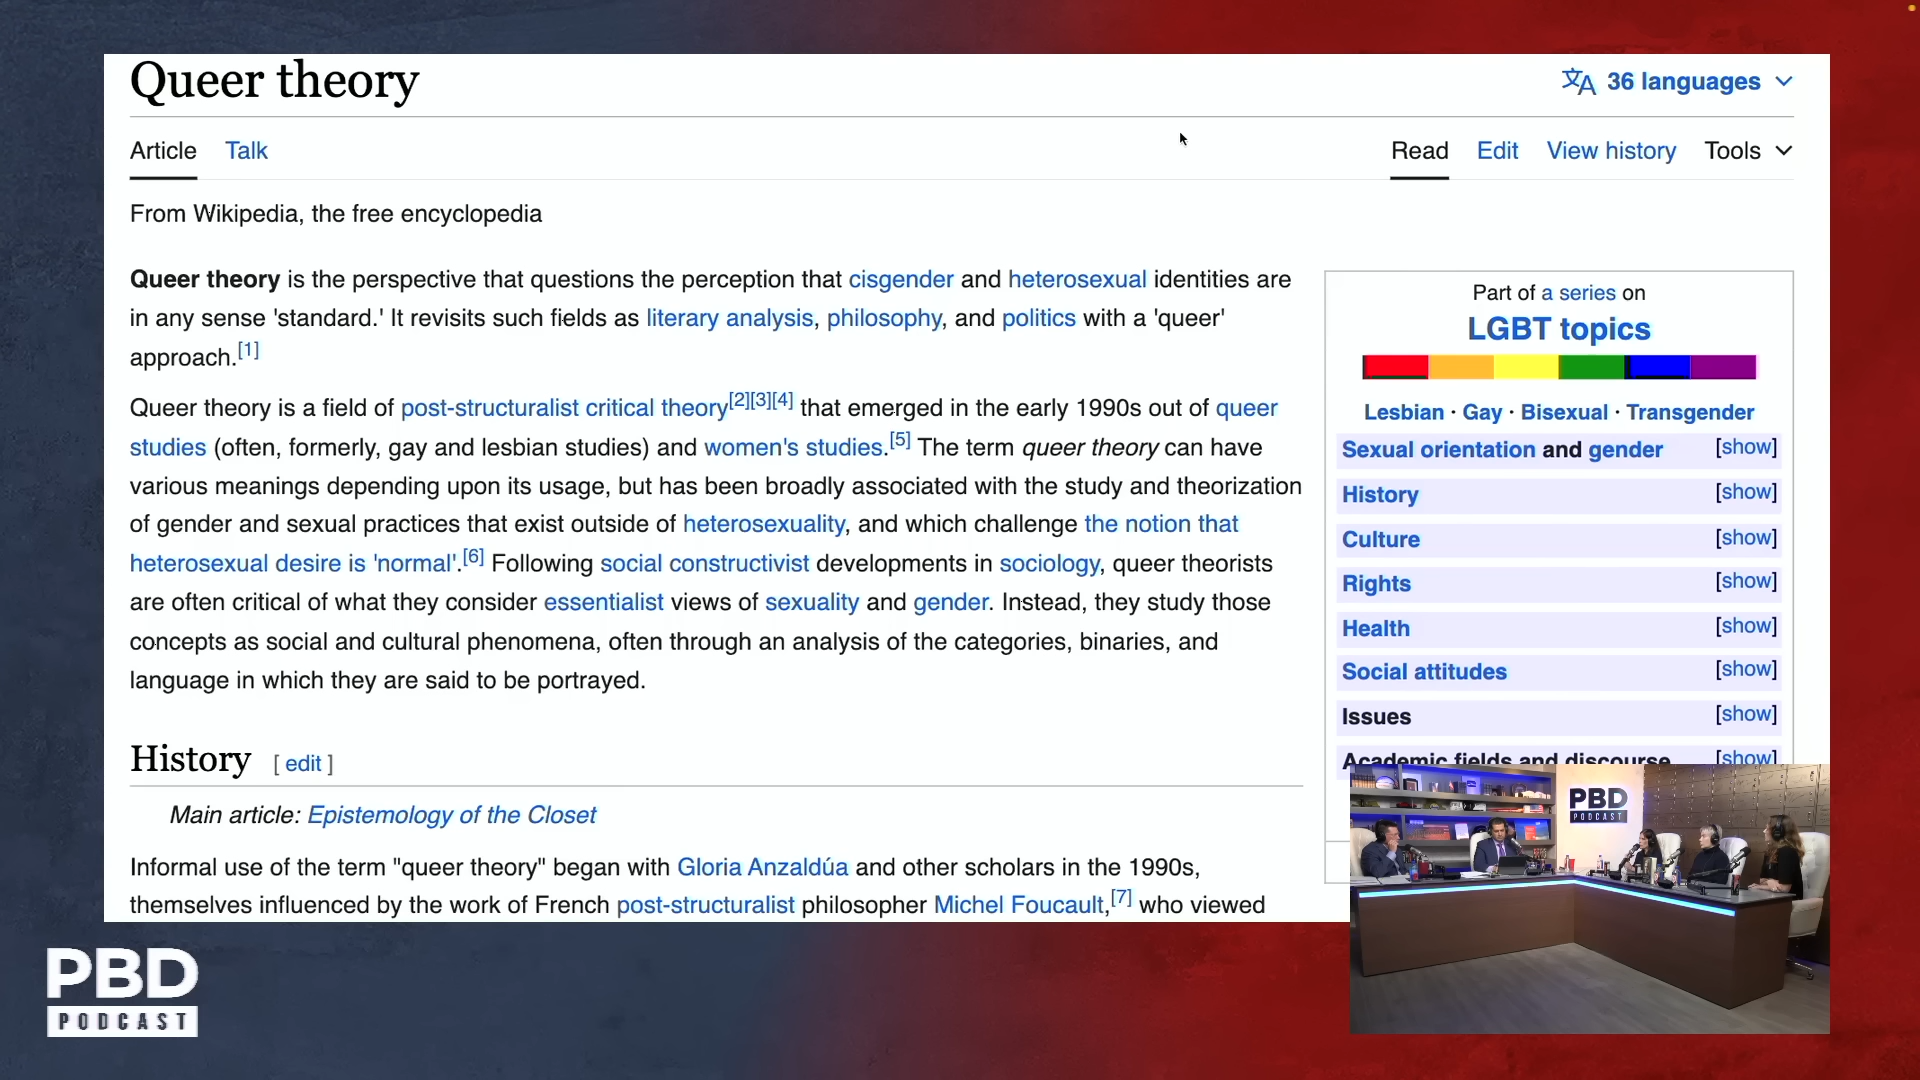 Queer theory
文A 36 languages
Article Talk
Read Edit View history Tools
From Wikipedia, the free encyclopedia
Queer theory is the perspective that questions the perception that cisgender and heterosexual identities are
in any sense 'standard.' It revisits such fields as literary analysis, philosophy, and politics with a 'queer'
approach.[1]
Queer theory is a field of post-structuralist critical theory[2][3][4] that emerged in the early 1990s out of queer
studies (often, formerly, gay and lesbian studies) and women's studies.[5] The term queer theory can have
various meanings depending upon its usage, but has been broadly associated with the study and theorization
of gender and sexual practices that exist outside of heterosexuality, and which challenge the notion that
heterosexual desire is 'normal'.[6] Following social constructivist developments in sociology, queer theorists
are often critical of what they consider essentialist views of sexuality and gender. Instead, they study those
concepts as social and cultural phenomena, often through an analysis of the categories, binaries, and
language in which they are said to be portrayed.
History [ edit ]
Main article: Epistemology of the Closet
Informal use of the term "queer theory" began with Gloria Anzaldúa and other scholars in the 1990s,
themselves influenced by the work of French post-structuralist philosopher Michel Foucault,[7] who viewed
Part of a series on
LGBT topics
Lesbian · Gay · Bisexual · Transgender
Sexual orientation and gender [show]
History [show]
Culture [show]
Rights [show]
Health [show]
Social attitudes [show]
Issues [show]
Academic fields and discourse [show]
PBD
PODCAST
PBD
PODCAST